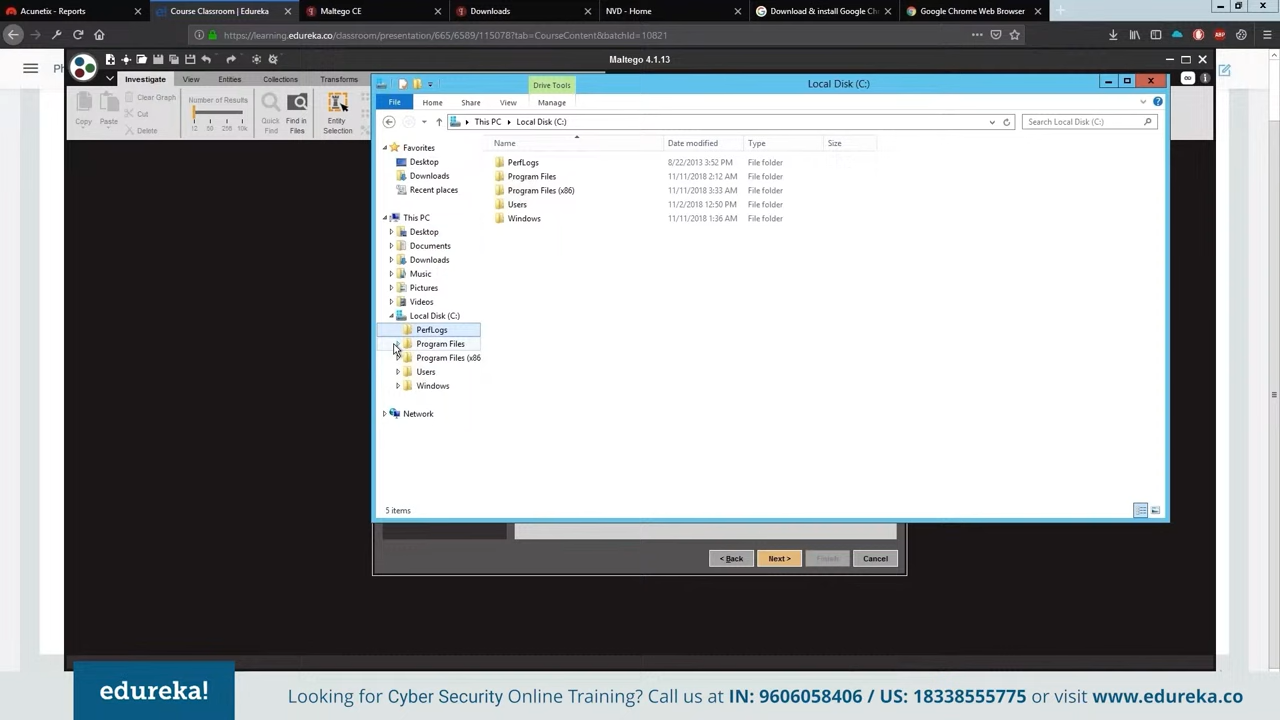 Acunetix - Reports
Course Classroom | Edureka
Maltego CE
Downloads
NVD - Home
Download & install Google Ch
Google Chrome Web Browser
https://learning.edureka.co/classroom/presentation/665/6589/115078?tab=CourseContent&batchId=10821
Maltego 4.1.13
Investigate View Entities Collections Transforms
Copy
Paste
Clear Graph
Cut
Delete
Number of Results
12 60 256 10k
Quick Find
Find in Files
Entity Selection
Drive Tools
Local Disk (C:)
File Home Share View Manage
This PC Local Disk (C:)
Search Local Disk (C:)
Favorites
Desktop
Downloads
Recent places
This PC
Desktop
Documents
Downloads
Music
Pictures
Videos
Local Disk (C:)
PerfLogs
Program Files
Program Files (x86
Users
Windows
Network
Name Date modified Type Size
PerfLogs 8/22/2013 3:52 PM File folder
Program Files 11/11/2018 2:12 AM File folder
Program Files (x86) 11/11/2018 3:33 AM File folder
Users 11/2/2018 12:50 PM File folder
Windows 11/11/2018 1:36 AM File folder
5 items
< Back Next > Finish Cancel
edureka!
Looking for Cyber Security Online Training? Call us at IN: 9606058406 / US: 18338555775 or visit www.edureka.co